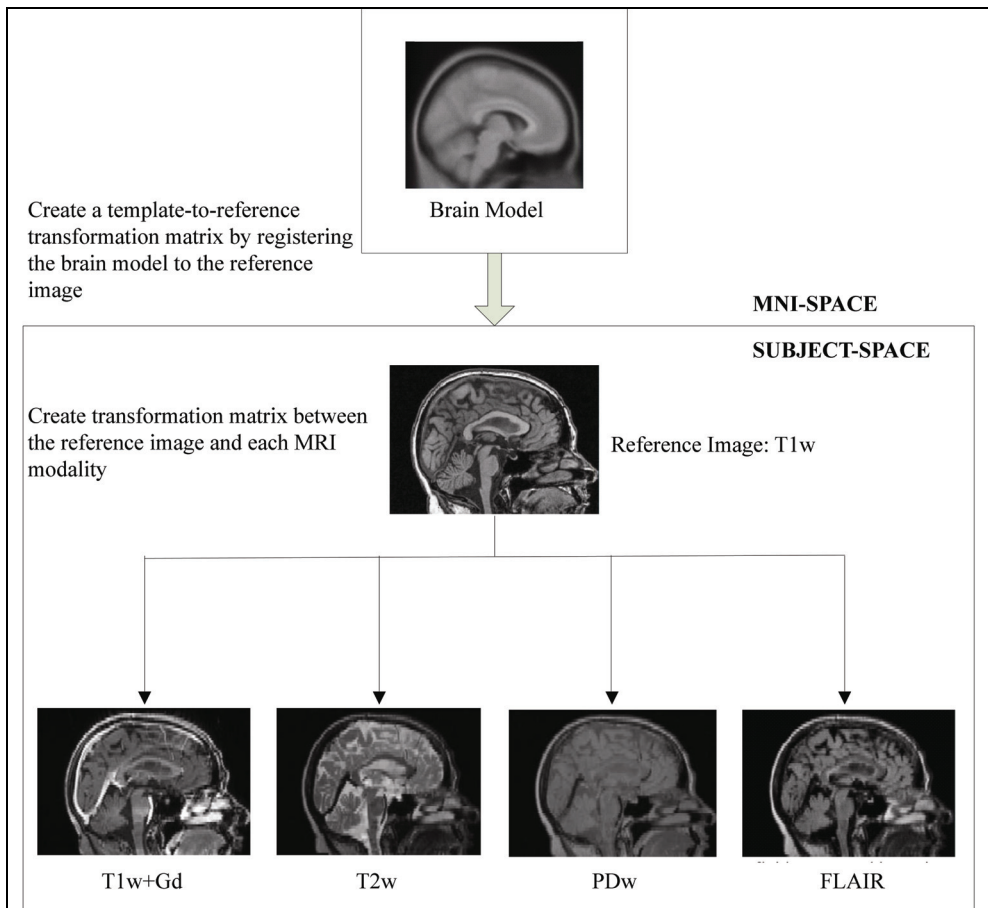 Brain Model
Create a template-to-reference
transformation matrix by registering
the brain model to the reference
image
MNI-SPACE
SUBJECT-SPACE
Create transformation matrix between
the reference image and each MRI
modality
Reference Image: T1w
T1w+Gd
T2w
PDw
FLAIR